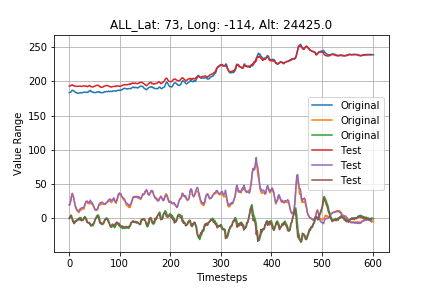 ALL_Lat: 73, Long: -114, Alt: 24425.0
Value Range
250
200
150
100
50
0
Original
Original
Original
Test
Test
Test
0
100
200
300
400
500
600
Timesteps